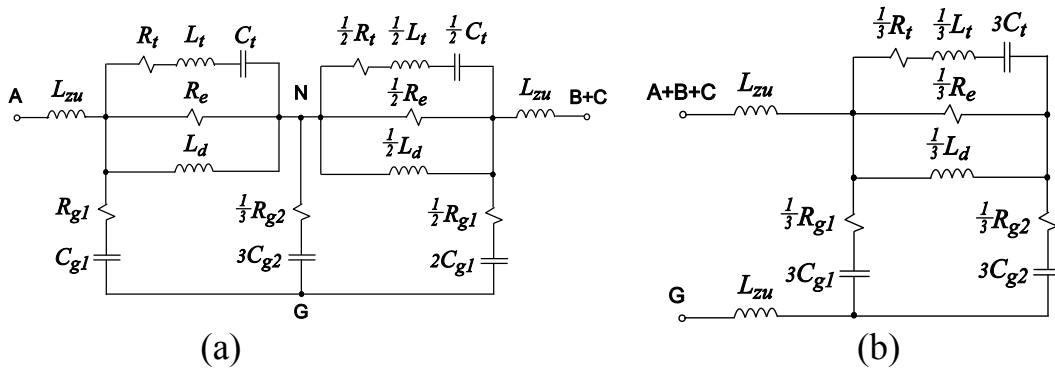 R_t L_t C_t
½R_t ½L_t ½C_t
A L_zu R_e N ½R_e L_zu B+C
L_d ½L_d
R_g1 ⅓R_g2 ½R_g1
C_g1 3C_g2 2C_g1
G
(a)
⅓R_t ⅓L_t 3C_t
A+B+C L_zu ⅓R_e
⅓L_d
⅓R_g1 ⅓R_g2
3C_g1 3C_g2
G L_zu
(b)